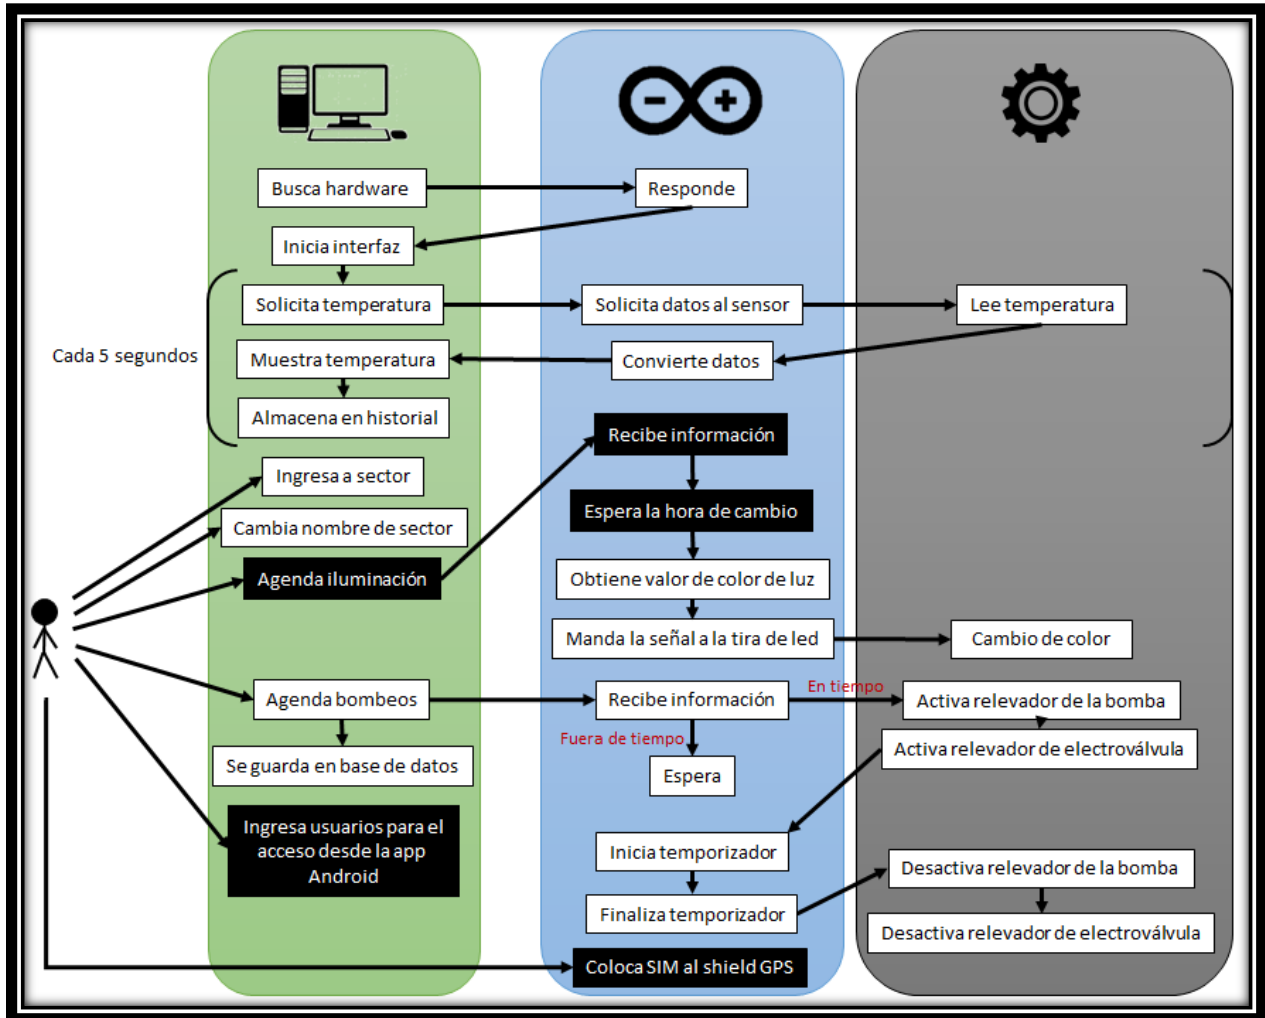 Busca hardware
Responde
Inicia interfaz
Solicita temperatura
Solicita datos al sensor
Lee temperatura
Cada 5 segundos
Muestra temperatura
Convierte datos
Almacena en historial
Recibe información
Ingresa a sector
Espera la hora de cambio
Cambia nombre de sector
Agenda iluminación
Obtiene valor de color de luz
Manda la señal a la tira de led
Cambio de color
Agenda bombeos
Recibe información
En tiempo
Activa relevador de la bomba
Fuera de tiempo
Activa relevador de electroválvula
Se guarda en base de datos
Espera
Ingresa usuarios para el
acceso desde la app
Android
Inicia temporizador
Desactiva relevador de la bomba
Finaliza temporizador
Desactiva relevador de electroválvula
Coloca SIM al shield GPS